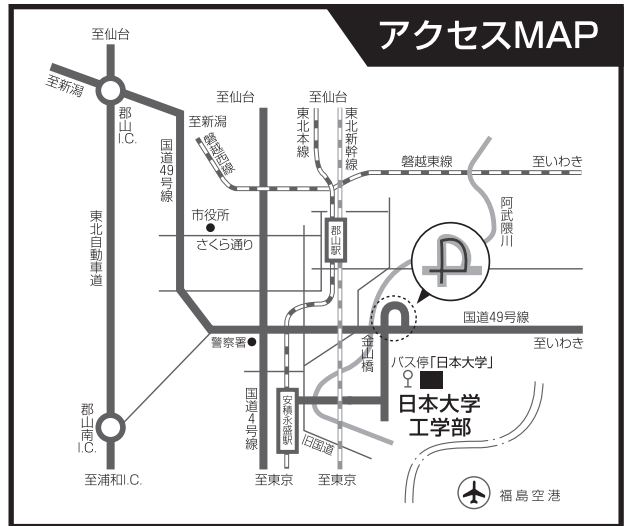 アクセスMAP
至仙台
至新潟
郡山
I.C.
国道49号線
至新潟
磐越西線
至仙台
至仙台
東北本線
東北新幹線
磐越東線
至いわき
阿武隈川
市役所
さくら通り
郡山駅
東北自動車道
国道49号線
至いわき
金山橋
警察署
バス停「日本大学」
日本大学
工学部
安積永盛駅
国道4号線
旧国道
郡山南
I.C.
至浦和I.C.
至東京
至東京
福島空港